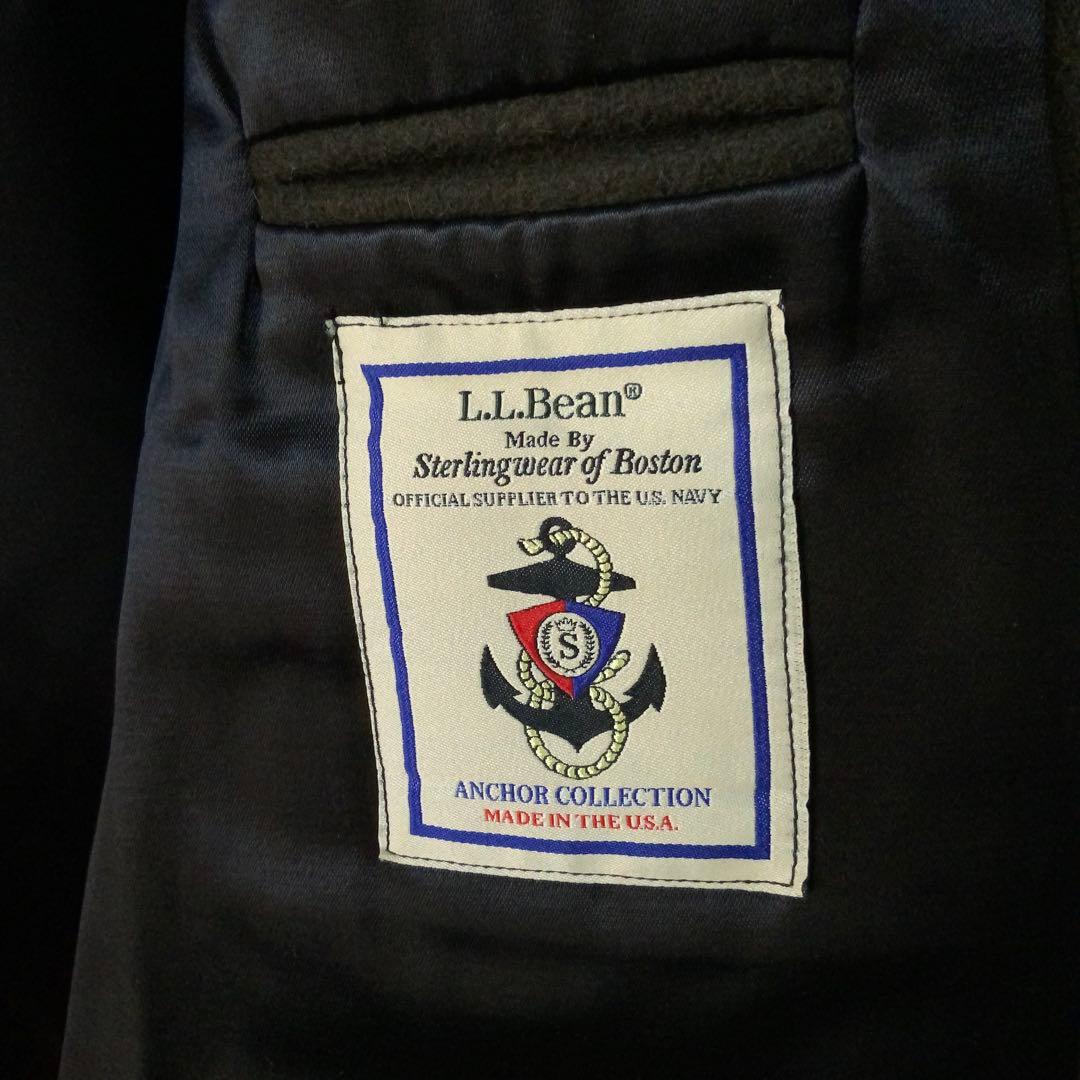 L.L.Bean®
Made By
Sterlingwear of Boston
OFFICIAL SUPPLIER TO THE U.S. NAVY
S
ANCHOR COLLECTION
MADE IN THE U.S.A.